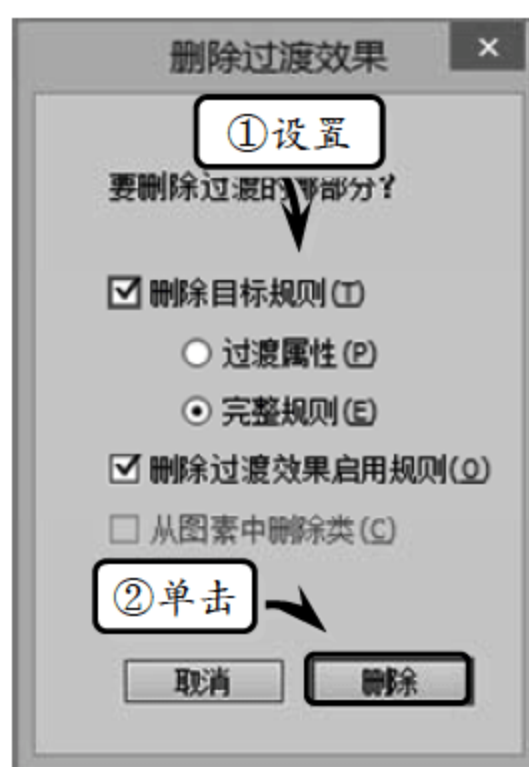 删除过渡效果
①设置
要删除过渡的哪部分?
删除目标规则(T)
过渡属性(P)
完整规则(E)
删除过渡效果启用规则(O)
从图素中删除类(C)
②单击
取消
删除